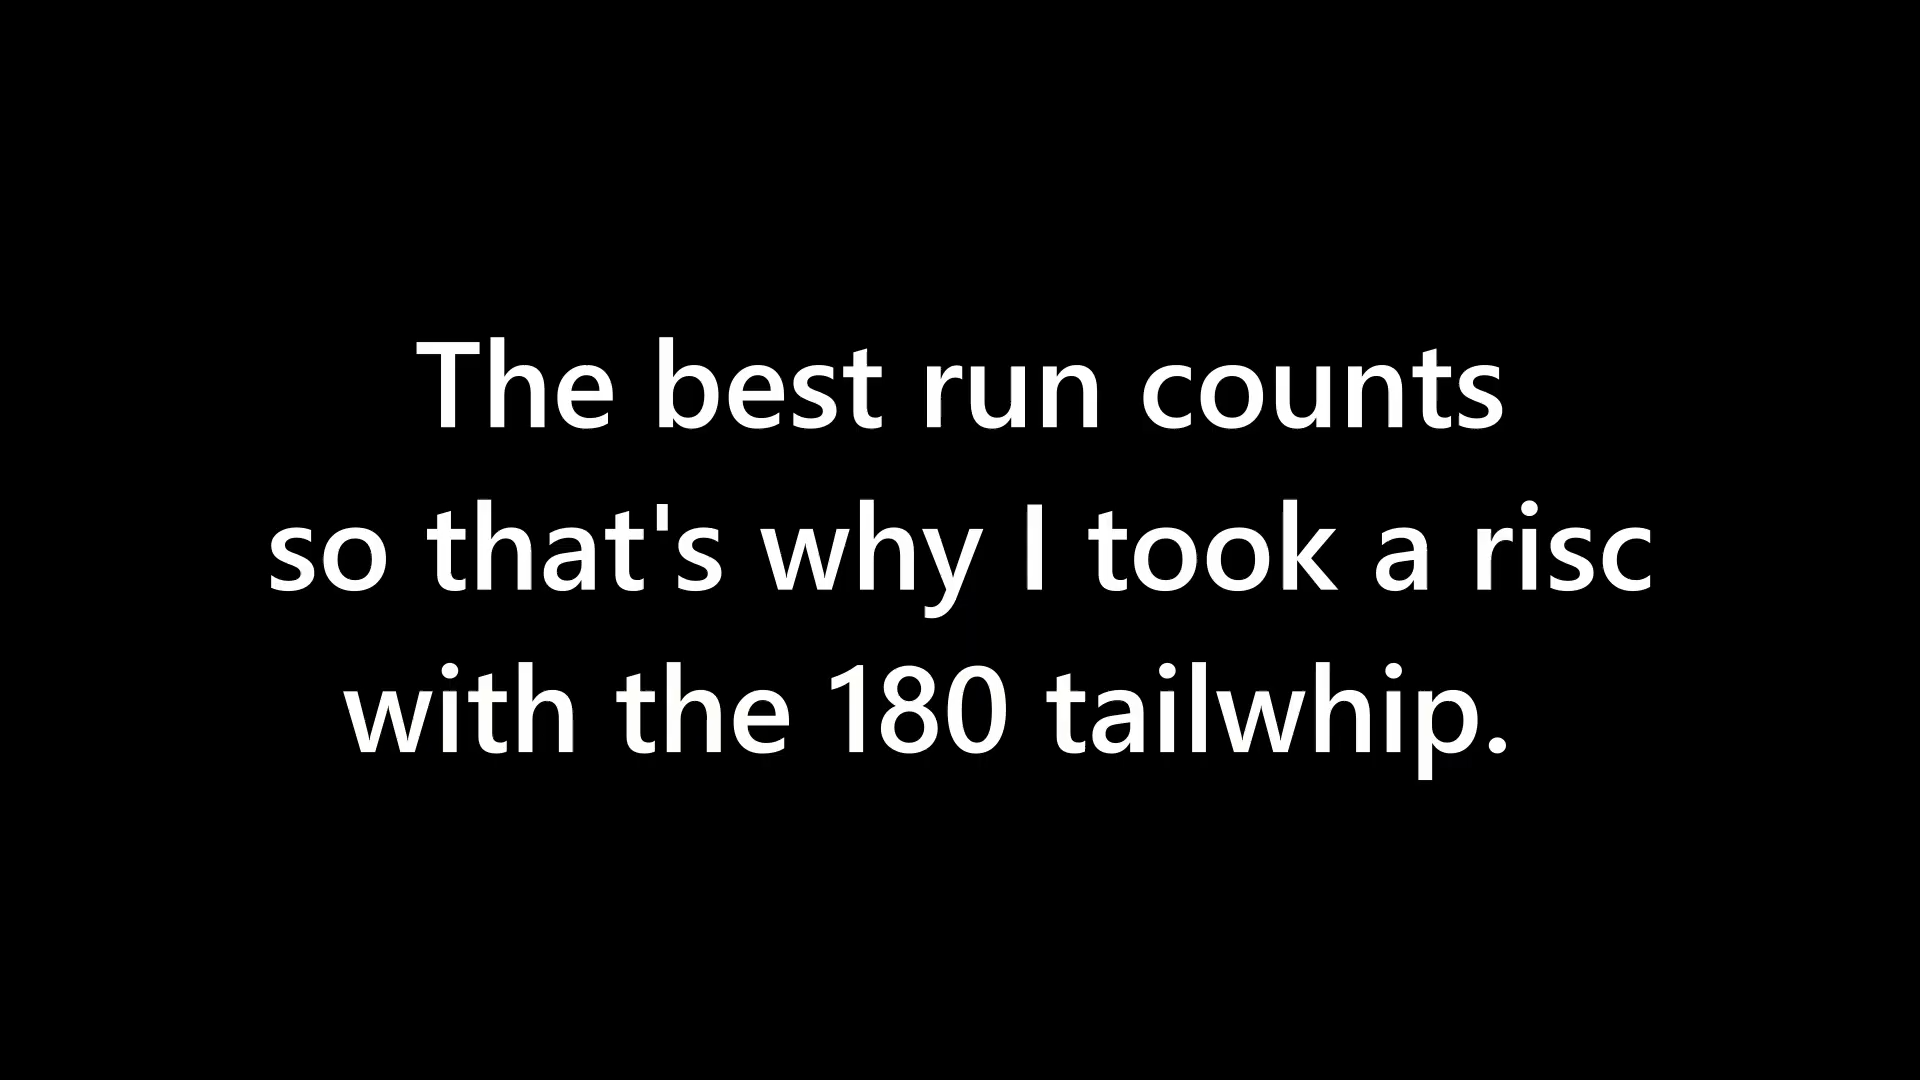 The best run counts
so that's why I took a risc
with the 180 tailwhip.